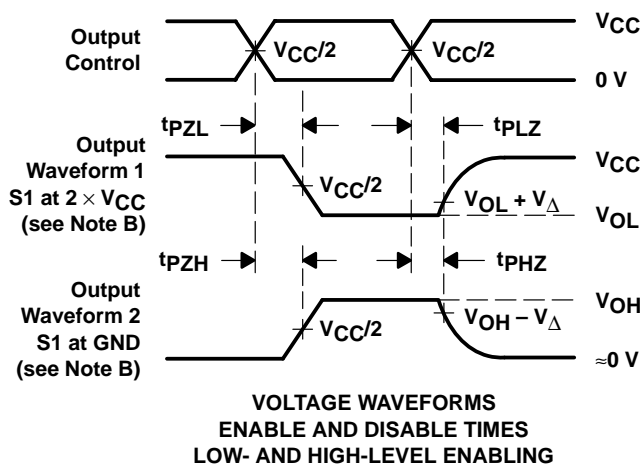 Output
Control
VCC/2
VCC/2
VCC
0 V
tPZL
tPLZ
Output
Waveform 1
S1 at 2 × VCC
(see Note B)
VCC/2
VCC
VOL + VΔ
VOL
tPZH
tPHZ
Output
Waveform 2
S1 at GND
(see Note B)
VCC/2
VOH
VOH – VΔ
≈0 V
VOLTAGE WAVEFORMS
ENABLE AND DISABLE TIMES
LOW- AND HIGH-LEVEL ENABLING